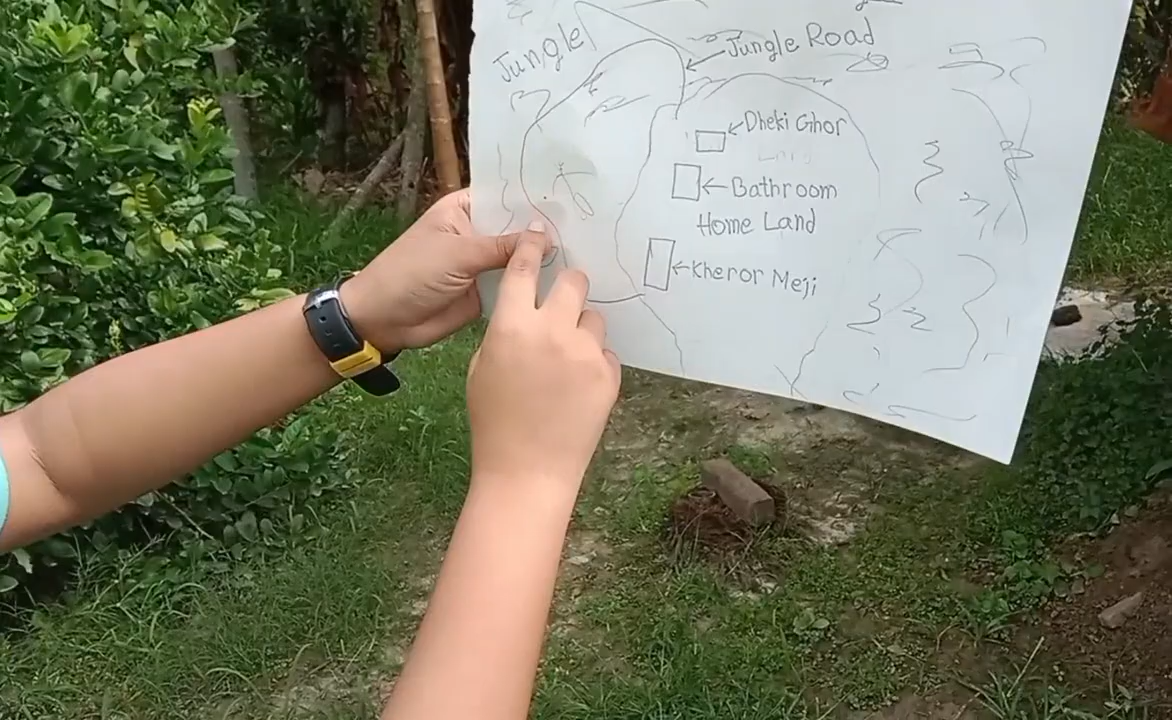 Jungle
Jungle Road
Dheki Ghor
Bathroom
Home Land
Kheror Meji